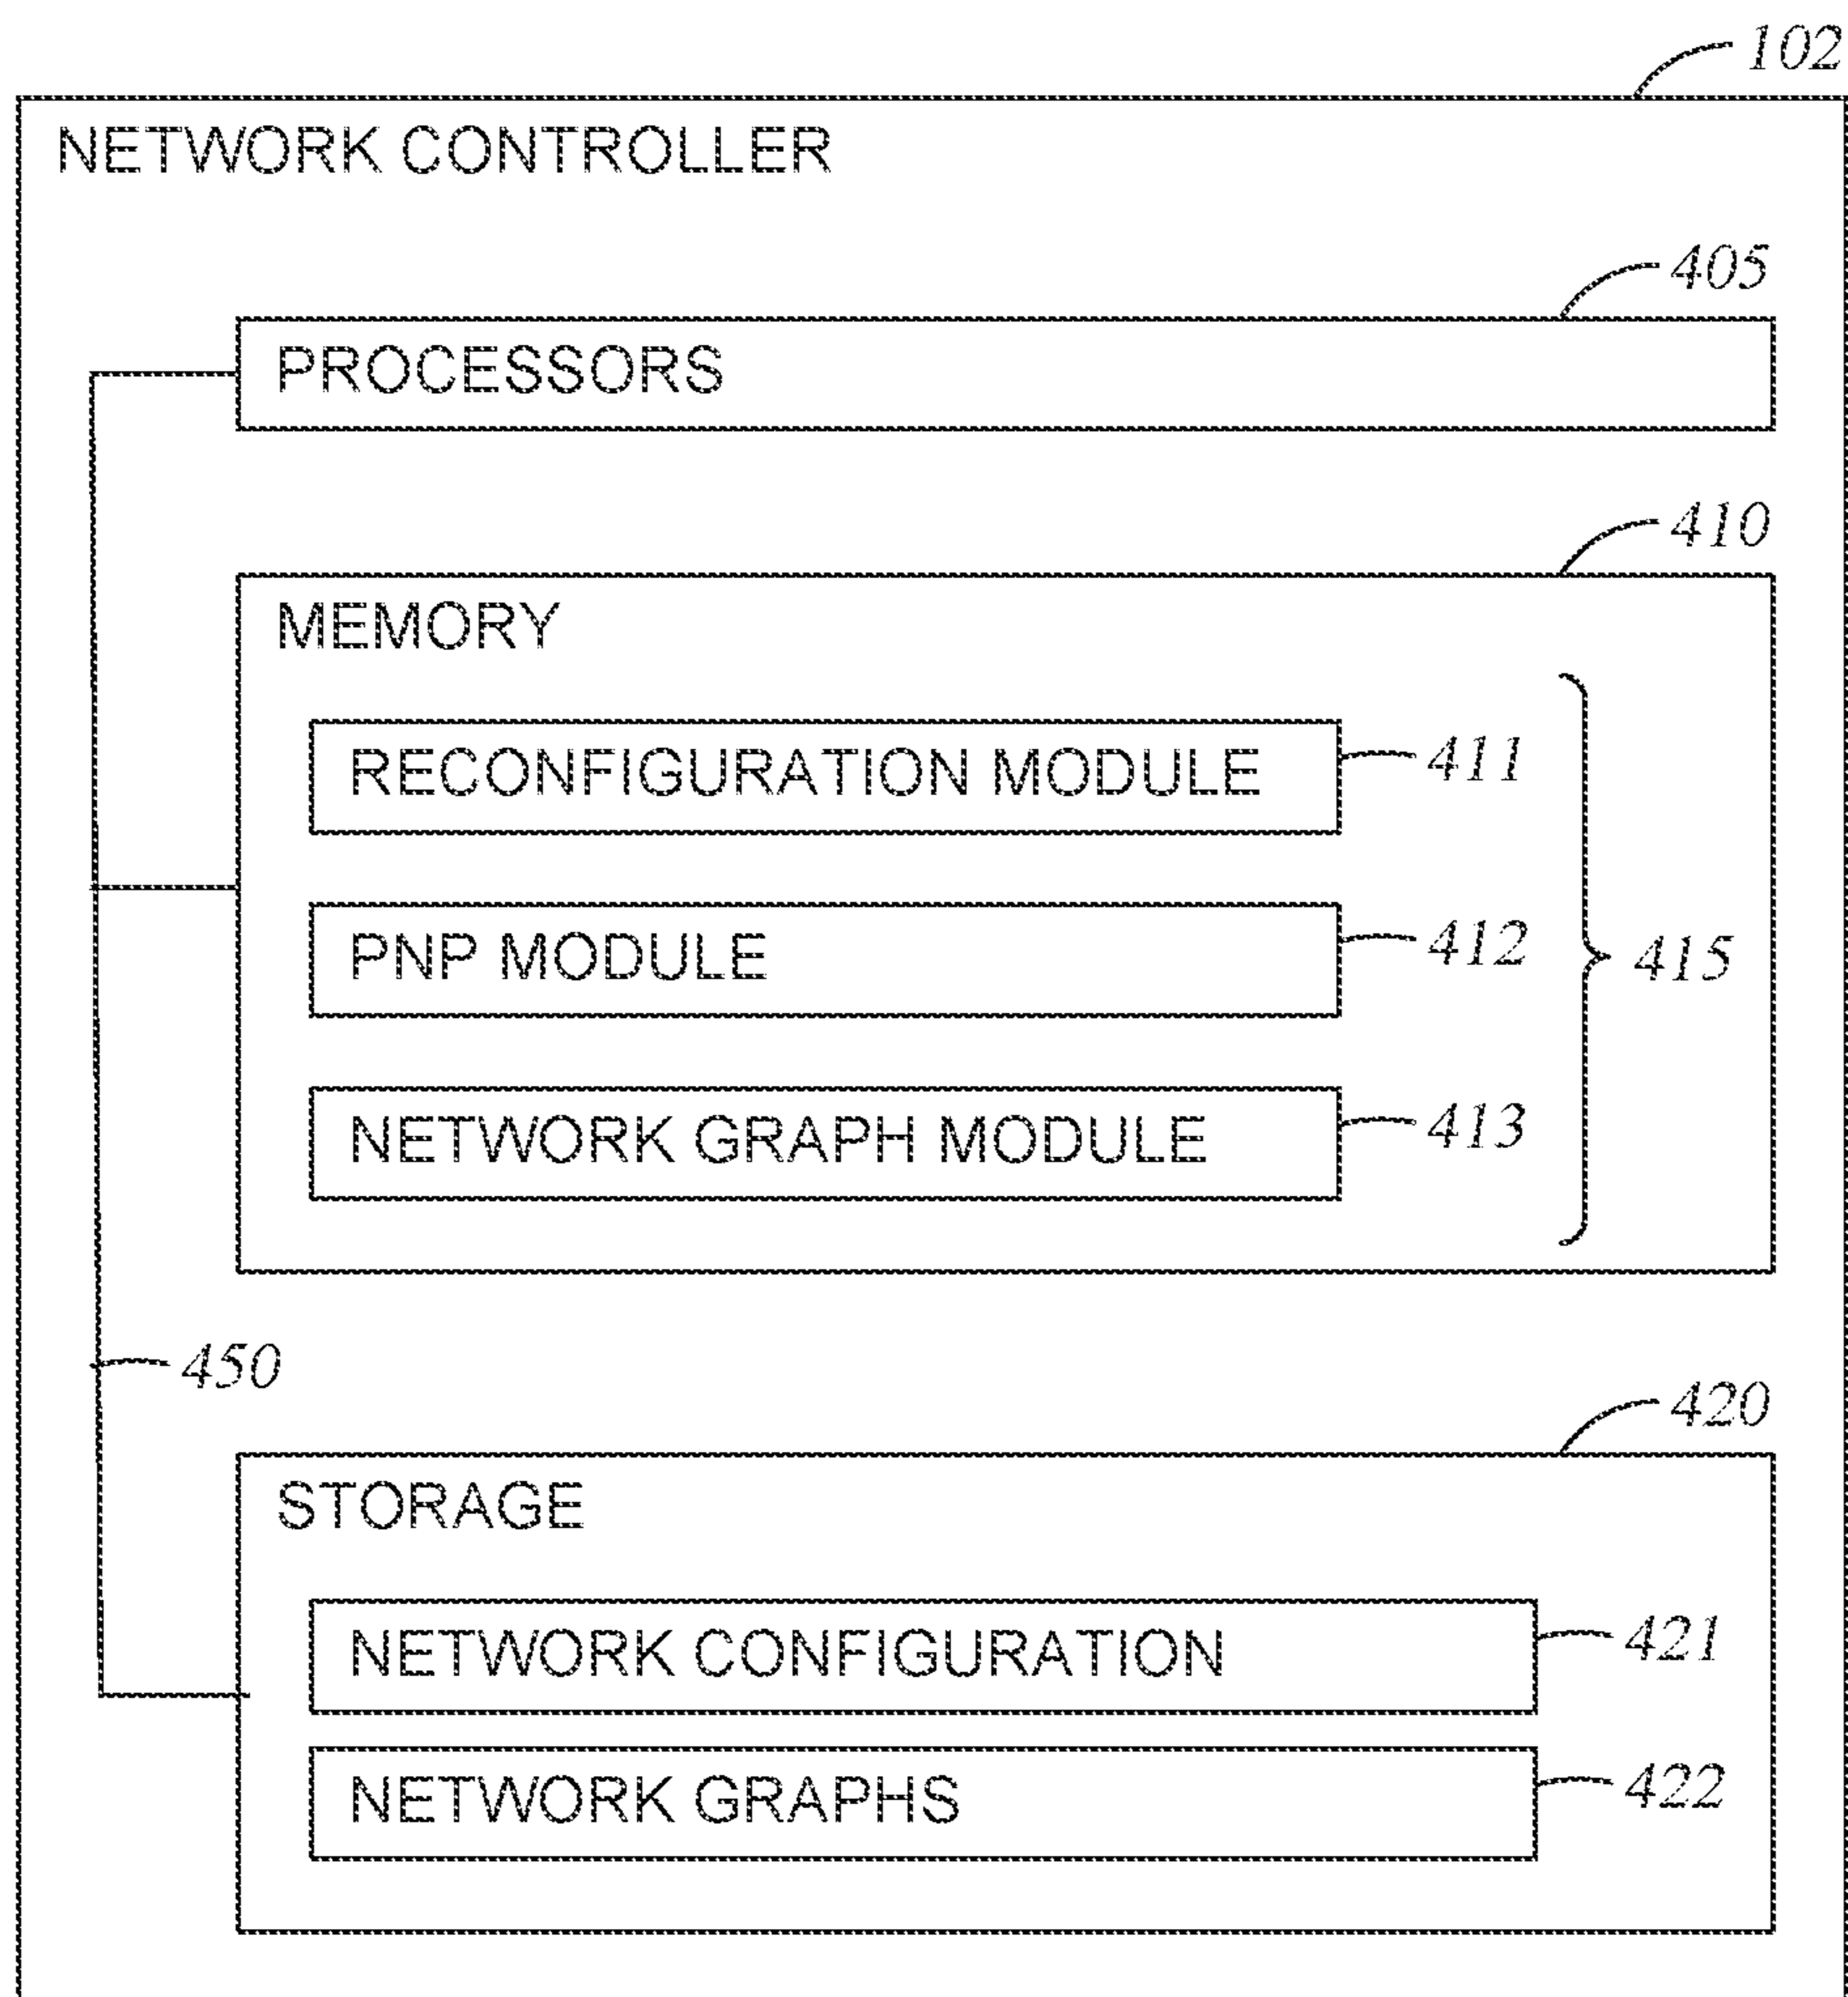 102
NETWORK CONTROLLER
405
PROCESSORS
410
MEMORY
RECONFIGURATION MODULE 411
PNP MODULE 412
415
NETWORK GRAPH MODULE 413
450
420
STORAGE
NETWORK CONFIGURATION 421
NETWORK GRAPHS 422